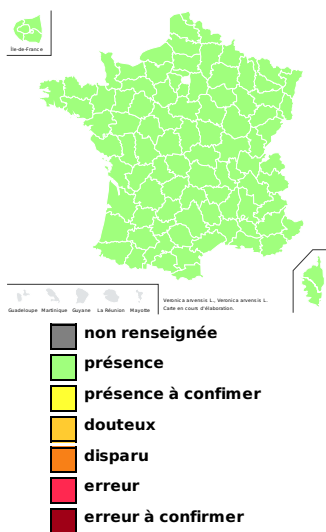 Île-de-France
Guadeloupe Martinique Guyane La Réunion Mayotte
Veronica arvensis L., Veronica arvensis L.
Carte en cours d'élaboration.
non renseignée
présence
présence à confimer
douteux
disparu
erreur
erreur à confirmer